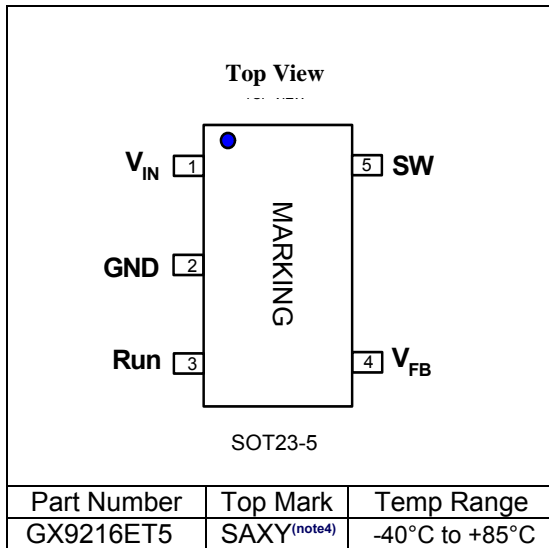 Top View
V_IN 1 5 SW
MARKING
GND 2
Run 3 4 V_FB
SOT23-5
Part Number Top Mark Temp Range
GX9216ET5 SAXY(note4) -40°C to +85°C